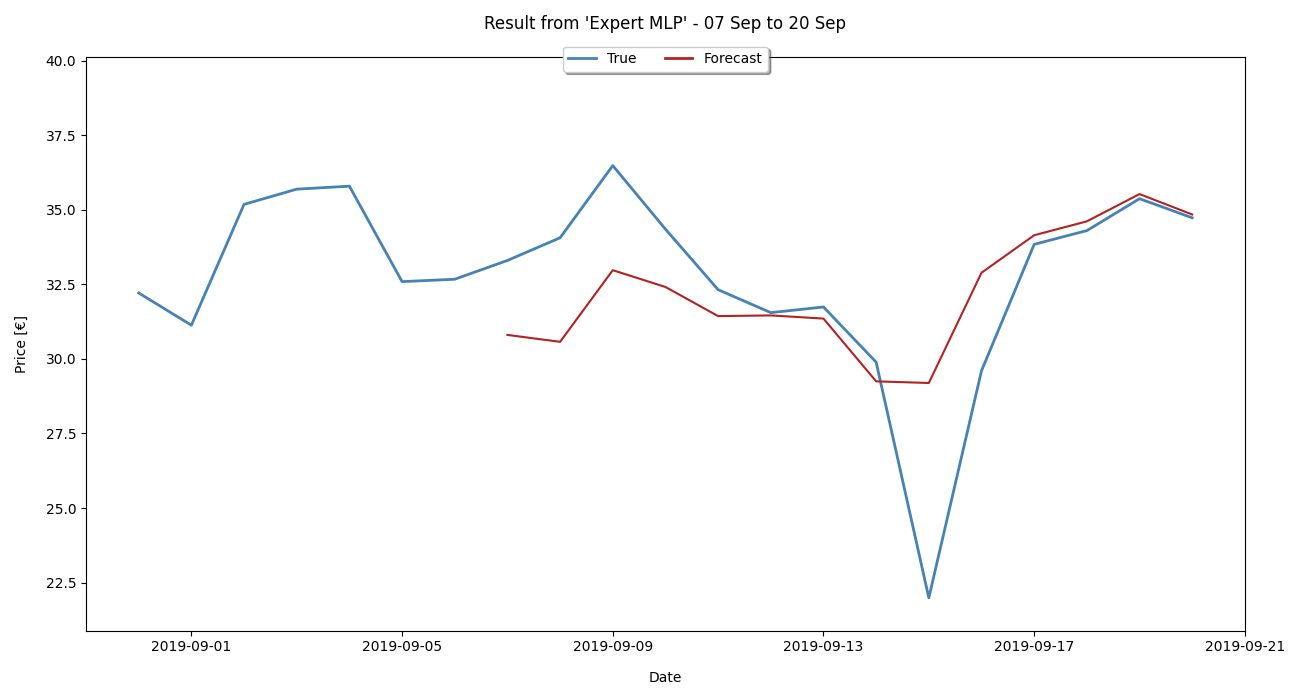 Result from 'Expert MLP' - 07 Sep to 20 Sep
True Forecast
40.0
37.5
35.0
32.5
30.0
27.5
25.0
22.5
Price [€]
2019-09-01 2019-09-05 2019-09-09 2019-09-13 2019-09-17 2019-09-21
Date